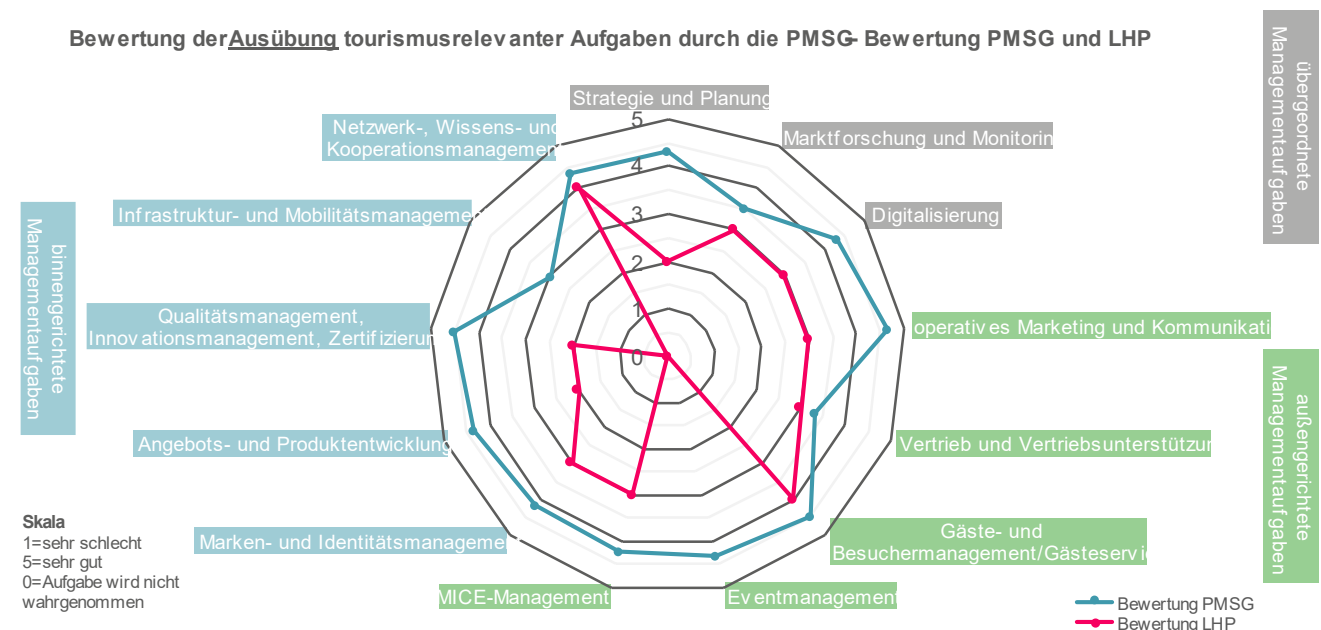 Bewertung der Ausübung tourismusrelevanter Aufgaben durch die PMSG- Bewertung PMSG und LHP
übergeordnete
Managementaufgaben
Strategie und Planung
Marktforschung und Monitorin
Digitalisierung
operatives Marketing und Kommunikati
Vertrieb und Vertriebsunterstützur
Gäste- und
Besuchermanagement/Gästeservi
Eventmanagement
MICE-Management
Marken- und Identitätsmanageme
Angebots- und Produktentwicklung
Qualitätsmanagement,
Innovationsmanagement, Zertifizierun
Infrastruktur- und Mobilitätsmanageme
Netzwerk-, Wissens- und
Kooperationsmanagement
5
4
3
2
1
0
binnengerichtete
Managementaufgaben
außengerichtete
Managementaufgaben
Skala
1=sehr schlecht
5=sehr gut
0=Aufgabe wird nicht
wahrgenommen
Bewertung PMSG
Bewertung LHP